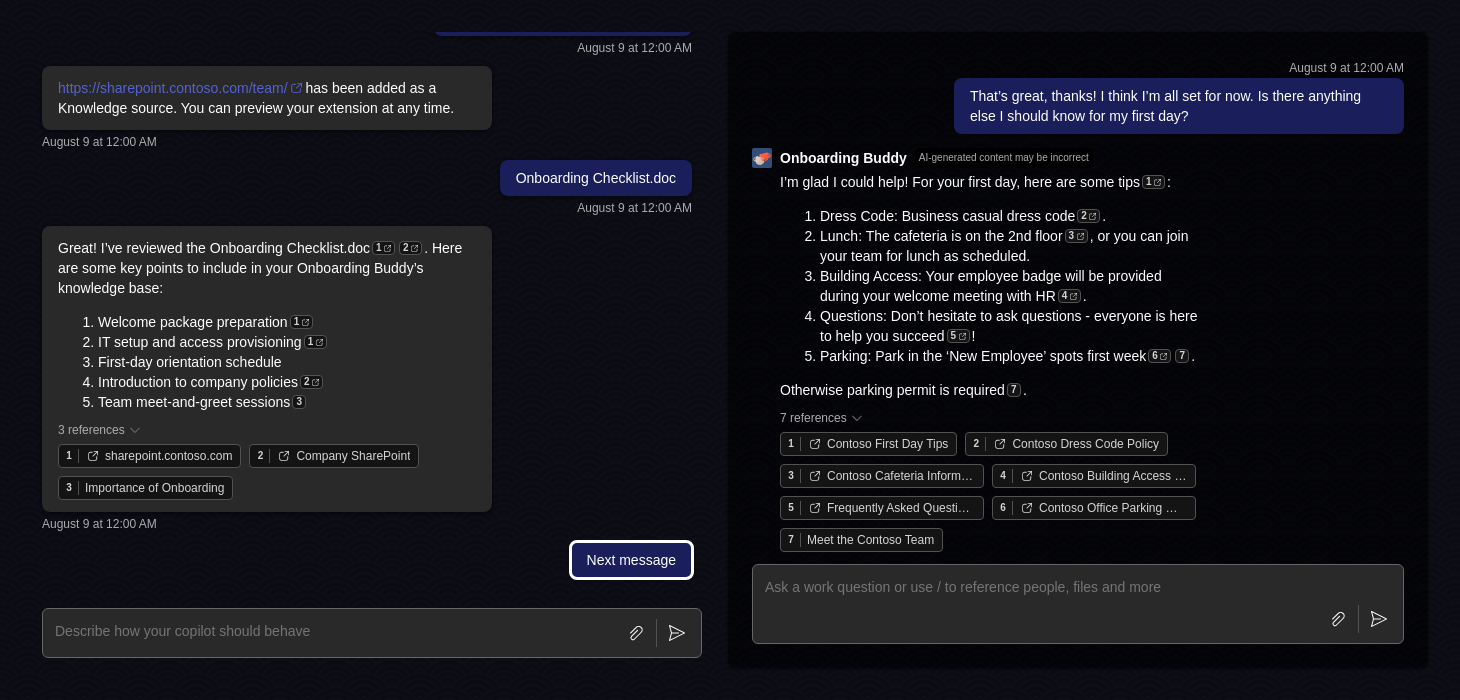 August 9 at 12:00 AM
https://sharepoint.contoso.com/team/ has been added as a
Knowledge source. You can preview your extension at any time.
August 9 at 12:00 AM
Onboarding Checklist.doc
August 9 at 12:00 AM
Great! I’ve reviewed the Onboarding Checklist.doc 1 2 . Here
are some key points to include in your Onboarding Buddy’s
knowledge base:
1. Welcome package preparation 1
2. IT setup and access provisioning 1
3. First-day orientation schedule
4. Introduction to company policies 2
5. Team meet-and-greet sessions 3
3 references
1 sharepoint.contoso.com 2 Company SharePoint
3 Importance of Onboarding
August 9 at 12:00 AM
Next message
Describe how your copilot should behave
August 9 at 12:00 AM
That’s great, thanks! I think I’m all set for now. Is there anything
else I should know for my first day?
Onboarding Buddy AI-generated content may be incorrect
I’m glad I could help! For your first day, here are some tips 1 :
1. Dress Code: Business casual dress code 2 .
2. Lunch: The cafeteria is on the 2nd floor 3 , or you can join
your team for lunch as scheduled.
3. Building Access: Your employee badge will be provided
during your welcome meeting with HR 4 .
4. Questions: Don’t hesitate to ask questions - everyone is here
to help you succeed 5 !
5. Parking: Park in the ‘New Employee’ spots first week 6 7 .
Otherwise parking permit is required 7 .
7 references
1 Contoso First Day Tips 2 Contoso Dress Code Policy
3 Contoso Cafeteria Inform… 4 Contoso Building Access …
5 Frequently Asked Questi… 6 Contoso Office Parking …
7 Meet the Contoso Team
Ask a work question or use / to reference people, files and more